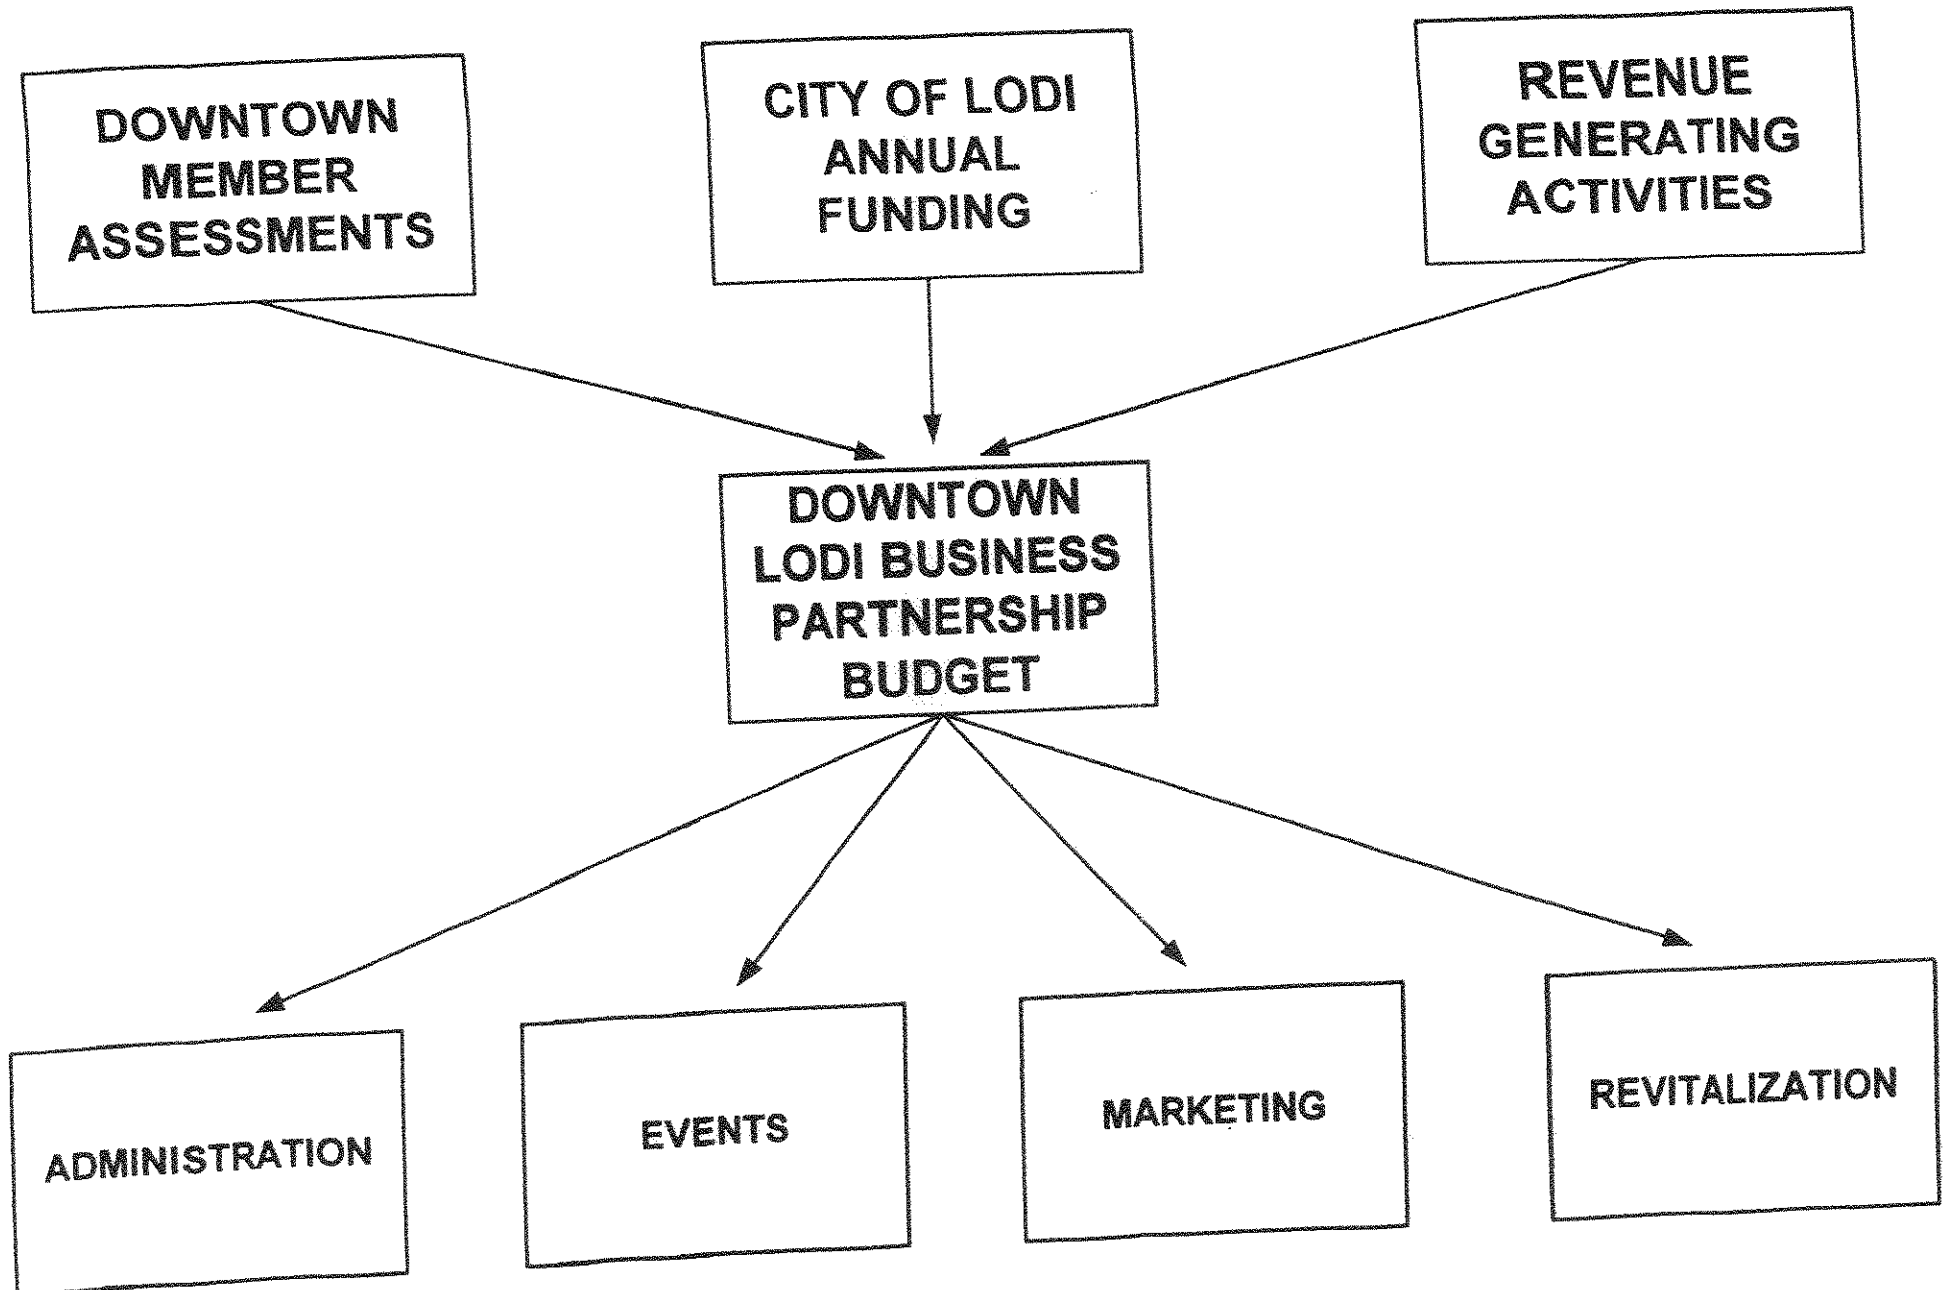 DOWNTOWN
MEMBER
ASSESSMENTS
CITY OF LODI
ANNUAL
FUNDING
REVENUE
GENERATING
ACTIVITIES
DOWNTOWN
LODI BUSINESS
PARTNERSHIP
BUDGET
ADMINISTRATION
EVENTS
MARKETING
REVITALIZATION